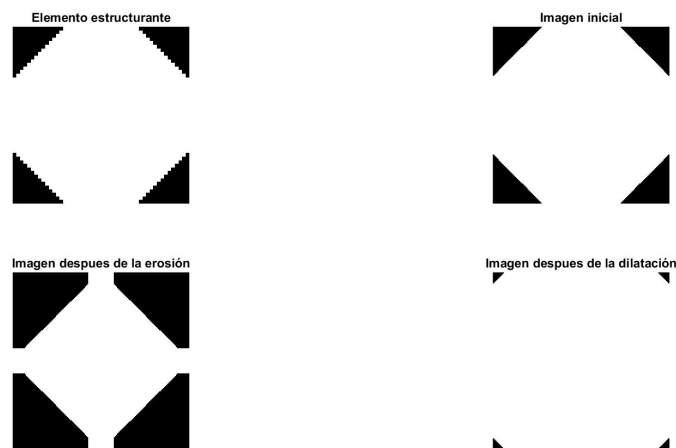 Elemento estructurante
Imagen inicial
Imagen despues de la erosión
Imagen despues de la dilatación